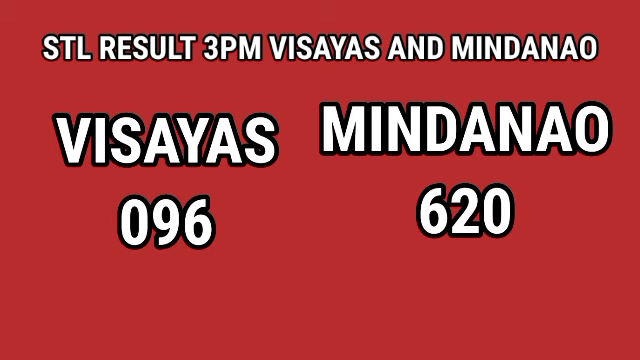 STL RESULT 3PM VISAYAS AND MINDANAO
VISAYAS
096
MINDANAO
620